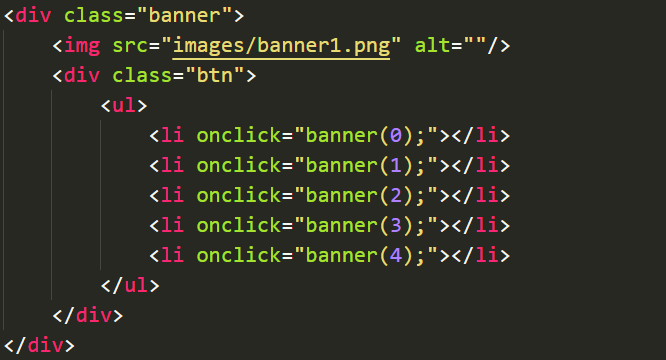 <div class="banner">
<img src="images/banner1.png" alt=""/>
<div class="btn">
<ul>
<li onclick="banner(0);"></li>
<li onclick="banner(1);"></li>
<li onclick="banner(2);"></li>
<li onclick="banner(3);"></li>
<li onclick="banner(4);"></li>
</ul>
</div>
</div>